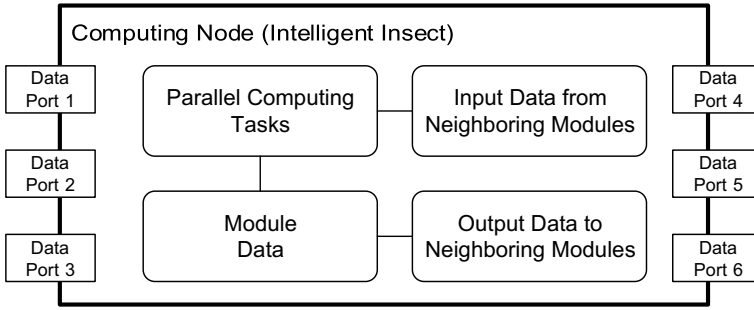 Computing Node (Intelligent Insect)
Data
Port 1
Data
Port 2
Data
Port 3
Parallel Computing
Tasks
Input Data from
Neighboring Modules
Module
Data
Output Data to
Neighboring Modules
Data
Port 4
Data
Port 5
Data
Port 6